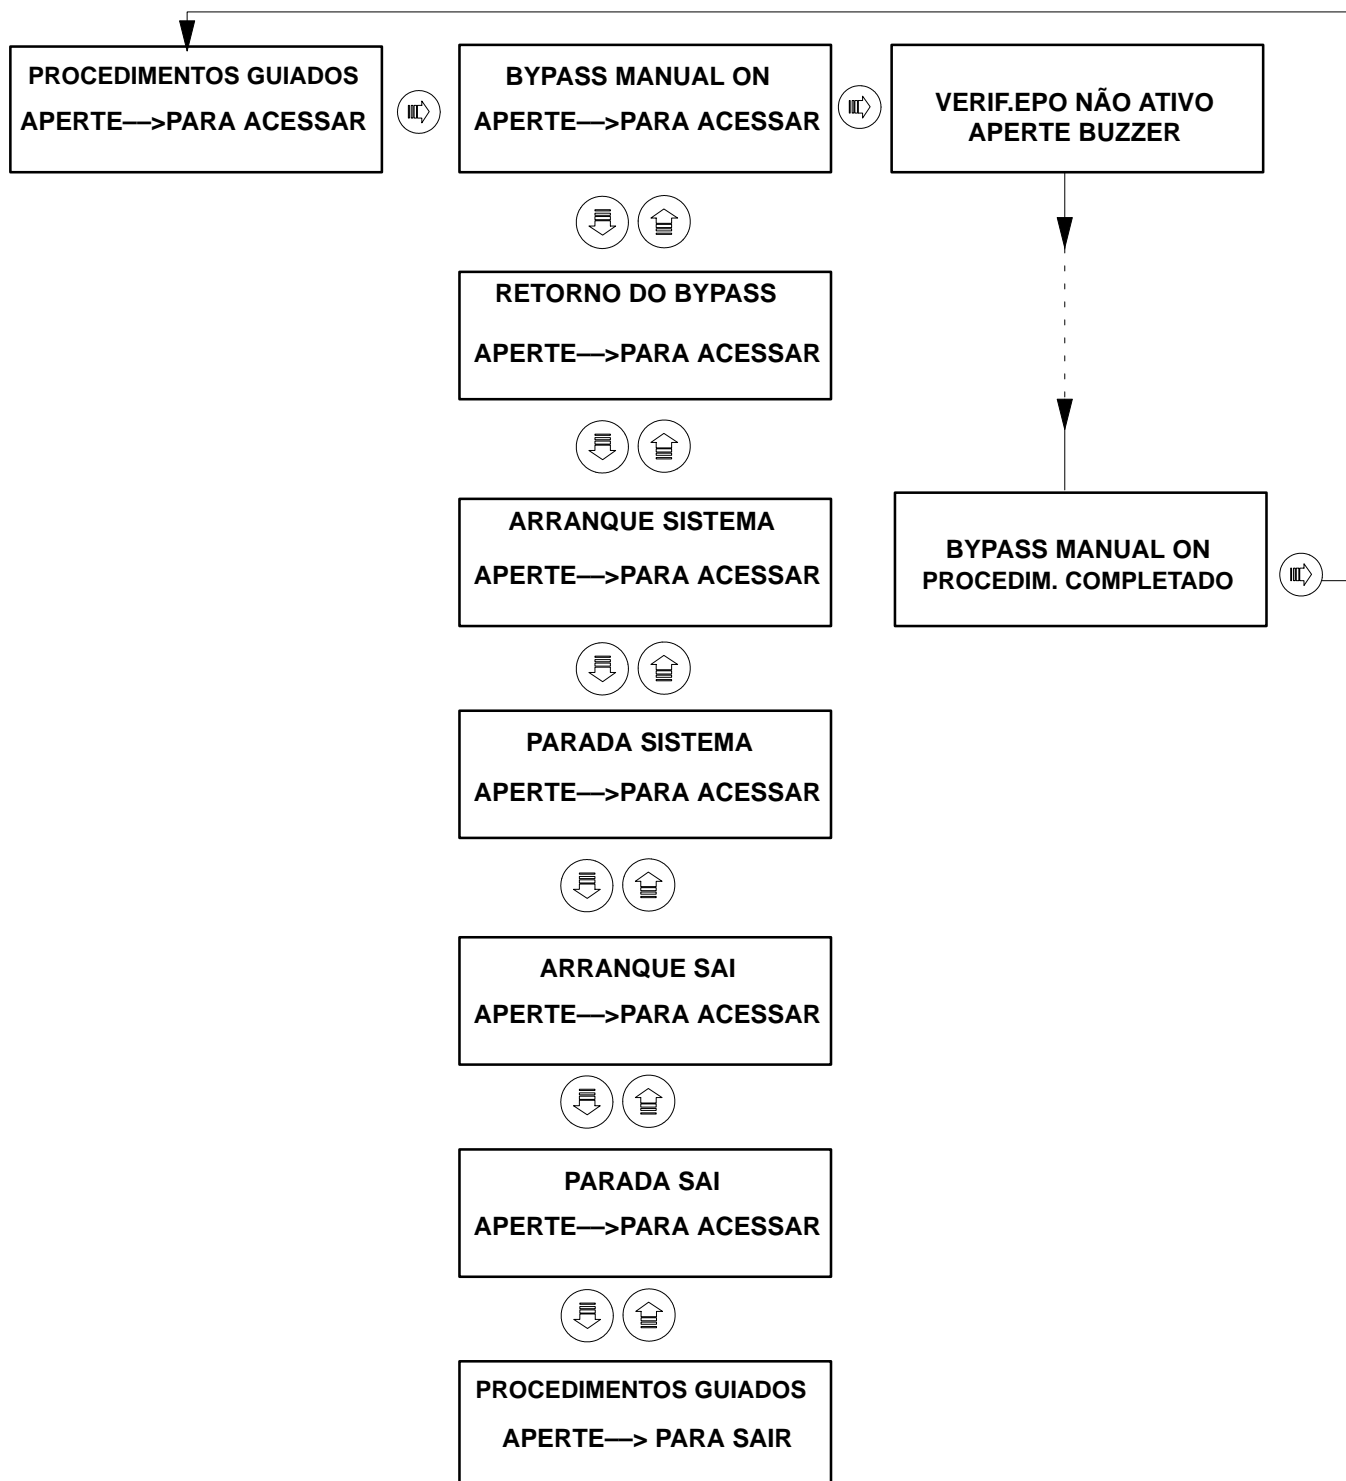 PROCEDIMENTOS GUIADOS
APERTE—>PARA ACESSAR
BYPASS MANUAL ON
APERTE—>PARA ACESSAR
VERIF.EPO NÃO ATIVO
APERTE BUZZER
RETORNO DO BYPASS
APERTE—>PARA ACESSAR
ARRANQUE SISTEMA
APERTE—>PARA ACESSAR
BYPASS MANUAL ON
PROCEDIM. COMPLETADO
PARADA SISTEMA
APERTE—>PARA ACESSAR
ARRANQUE SAI
APERTE—>PARA ACESSAR
PARADA SAI
APERTE—>PARA ACESSAR
PROCEDIMENTOS GUIADOS
APERTE—> PARA SAIR